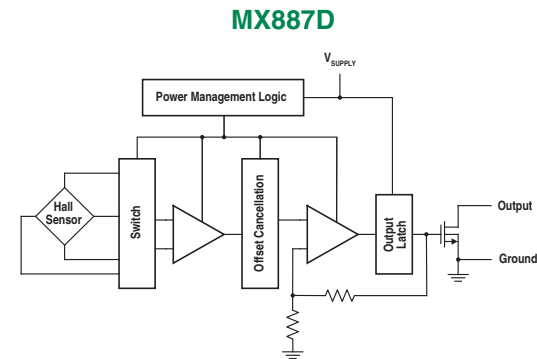 MX887D
VSUPPLY
Power Management Logic
Hall
Sensor
Switch
Offset Cancellation
Output
Latch
Output
Ground